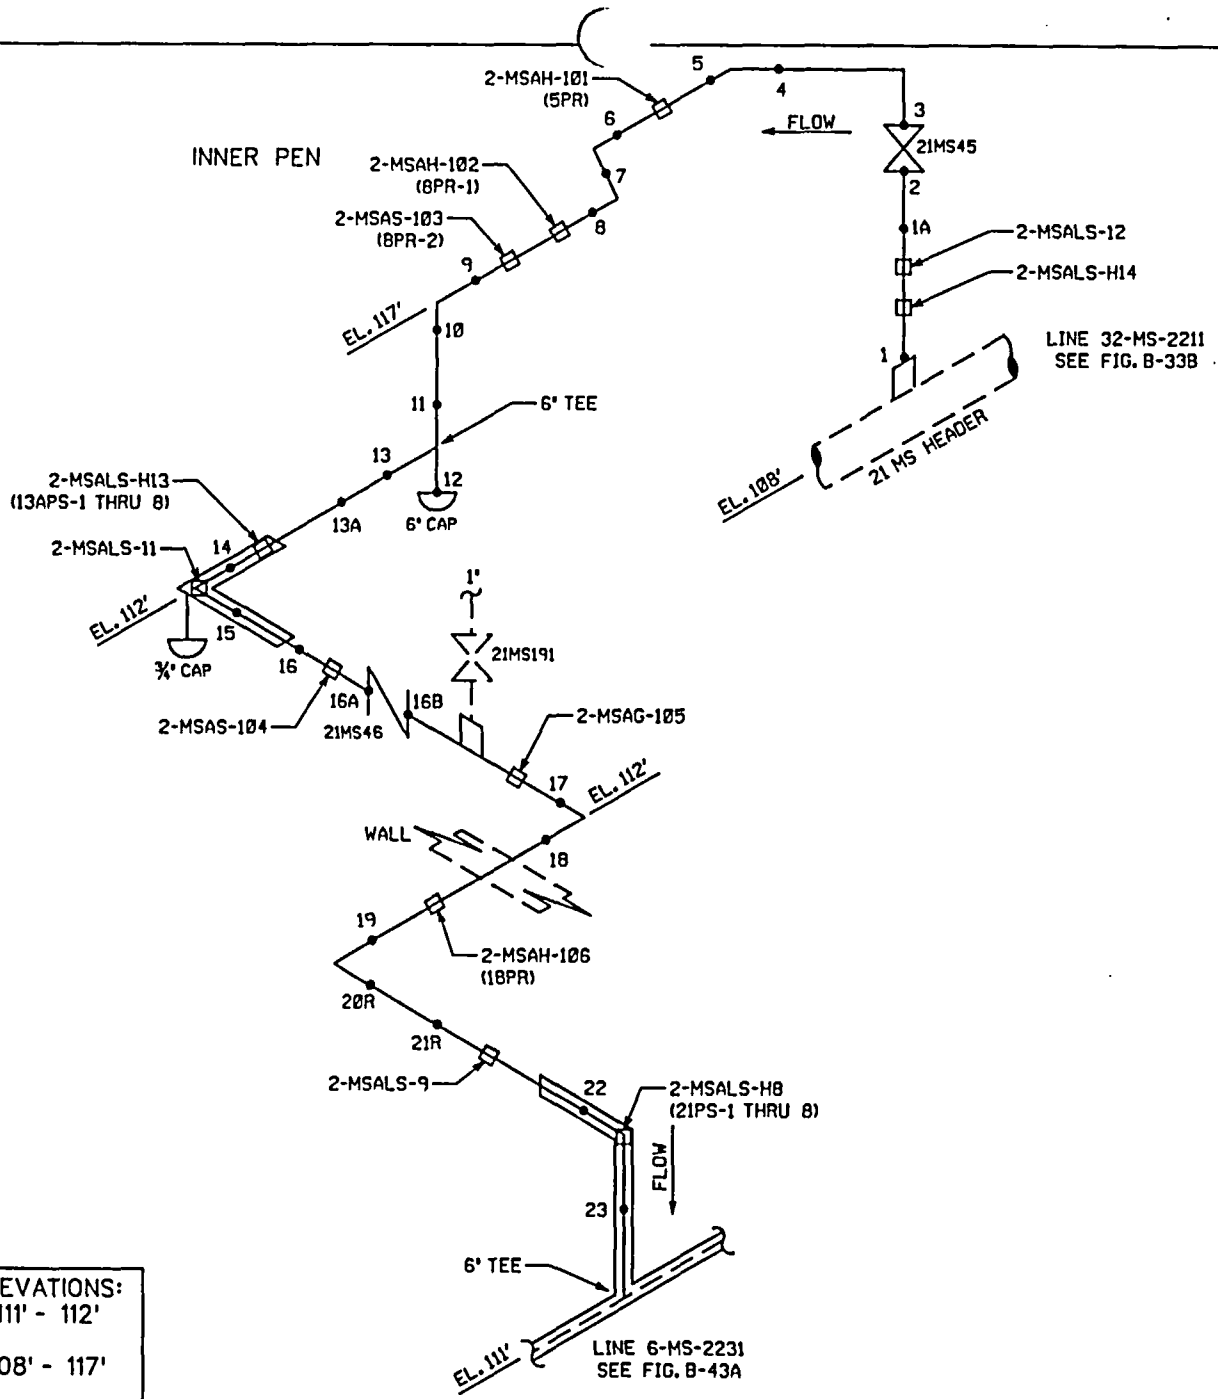 2-MSAH-101
(5PR)
5
4
3
FLOW
21MS45
INNER PEN
6
7
2
2-MSAH-102
(8PR-1)
2-MSAS-103
(8PR-2)
8
1A
2-MSALS-12
2-MSALS-H14
9
EL. 117'
10
1
LINE 32-MS-2211
SEE FIG. B-33B
11
6" TEE
21 MS HEADER
EL. 108'
13
12
6" CAP
13A
2-MSALS-H13
(13APS-1 THRU 8)
2-MSALS-11
14
EL. 112'
15
¾" CAP
1"
21MS191
16
16A
16B
21MS46
2-MSAS-104
2-MSAG-105
17
EL. 112'
WALL
18
19
2-MSAH-106
(18PR)
20R
21R
2-MSALS-9
22
2-MSALS-H8
(21PS-1 THRU 8)
FLOW
23
6" TEE
EL. 111'
LINE 6-MS-2231
SEE FIG. B-43A
EVATIONS:
111' - 112'
08' - 117'